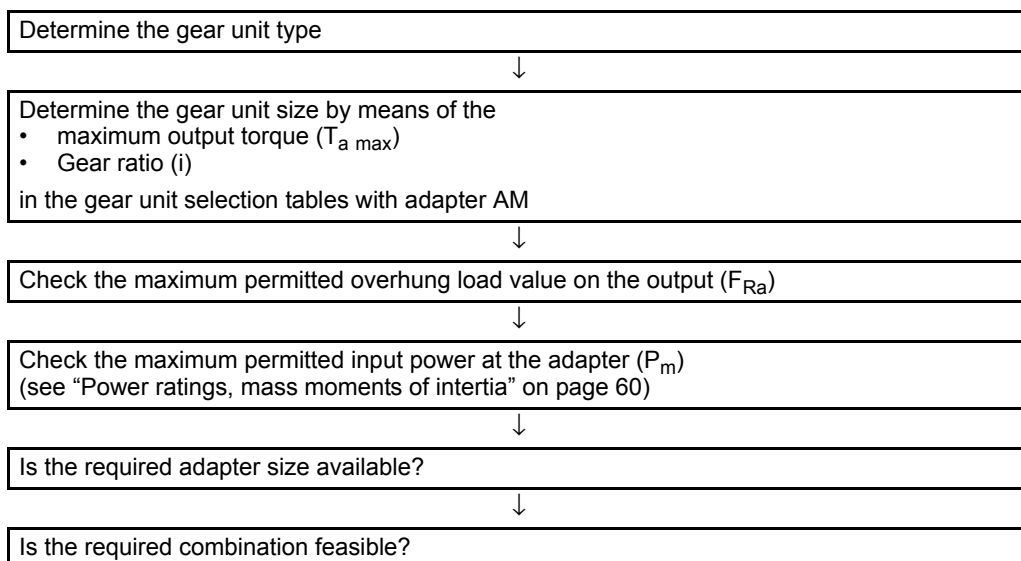 Determine the gear unit type
↓
Determine the gear unit size by means of the
• maximum output torque (Ta max)
• Gear ratio (i)
in the gear unit selection tables with adapter AM
↓
Check the maximum permitted overhung load value on the output (FRa)
↓
Check the maximum permitted input power at the adapter (Pm)
(see “Power ratings, mass moments of intertia” on page 60)
↓
Is the required adapter size available?
↓
Is the required combination feasible?